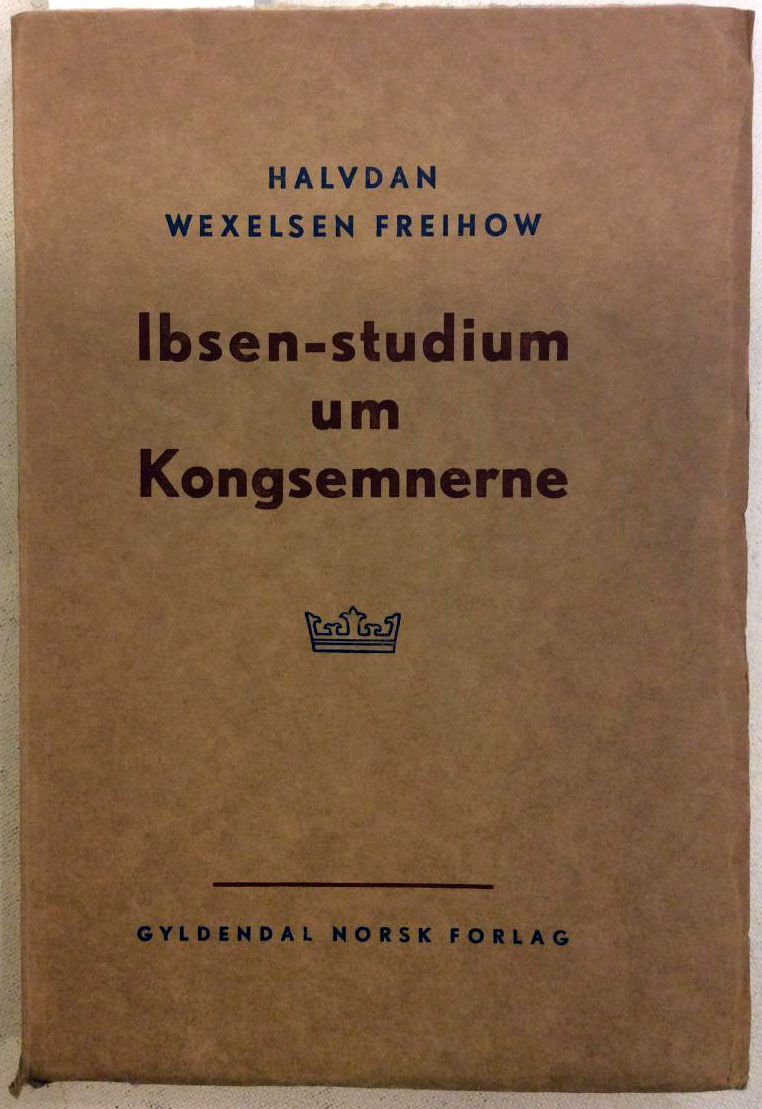 HALVDAN
WEXELSEN FREIHOW
Ibsen-studium
um
Kongsemnerne
GYLDENDAL NORSK FORLAG